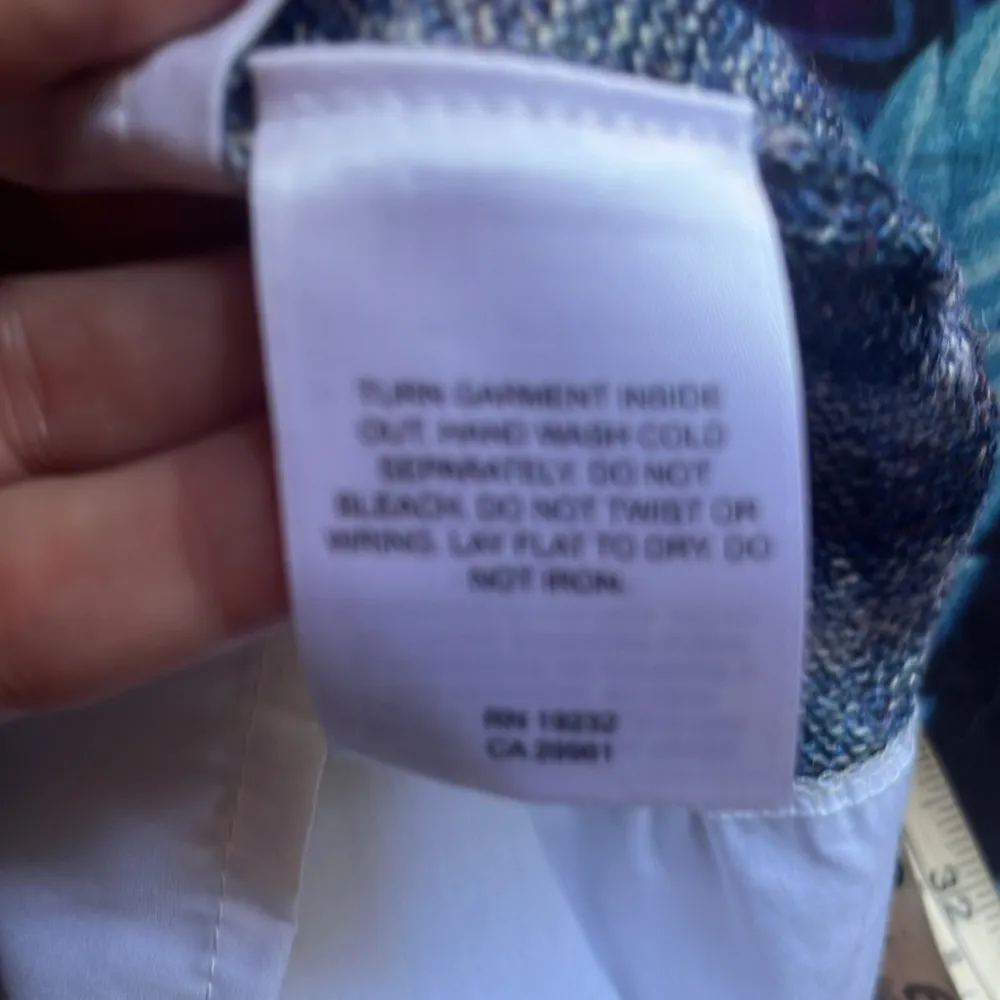 TURN GARMENT INSIDE
OUT. HAND WASH COLD
SEPARATELY. DO NOT
BLEACH. DO NOT TWIST OR
WRING. LAY FLAT TO DRY. DO
NOT IRON.
RN 19232
CA 29981
32